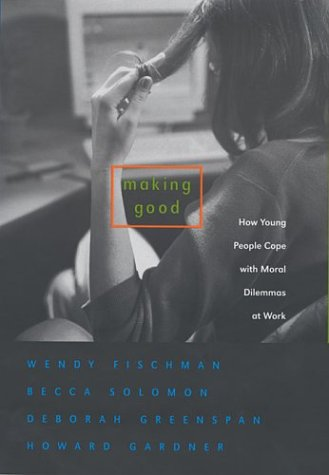 making
good
How Young
People Cope
with Moral
Dilemmas
at Work
WENDY FISCHMAN
BECCA SOLOMON
DEBORAH GREENSPAN
HOWARD GARDNER